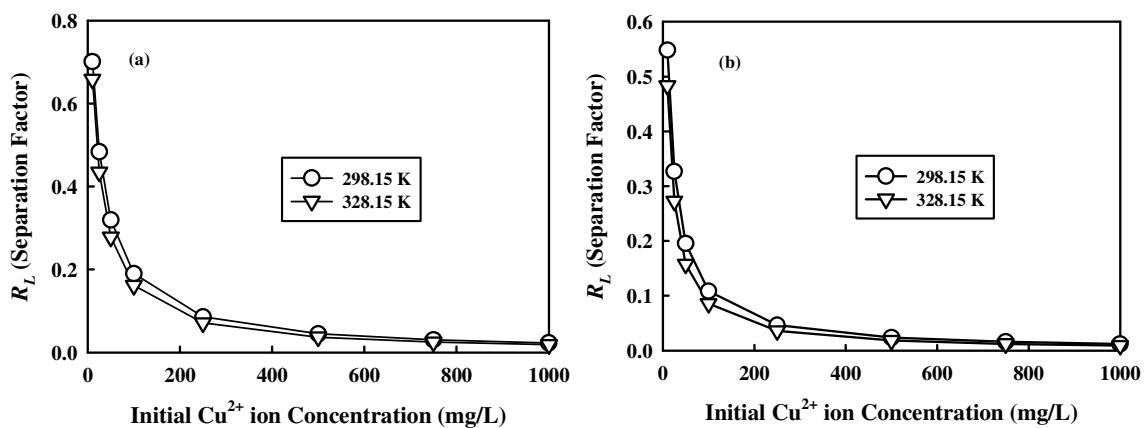 (a)
R_L (Separation Factor)
0.8
0.6
0.4
0.2
0.0
298.15 K
328.15 K
0 200 400 600 800 1000
Initial Cu²⁺ ion Concentration (mg/L)
(b)
R_L (Separation Factor)
0.6
0.5
0.4
0.3
0.2
0.1
0.0
298.15 K
328.15 K
0 200 400 600 800 1000
Initial Cu²⁺ ion Concentration (mg/L)